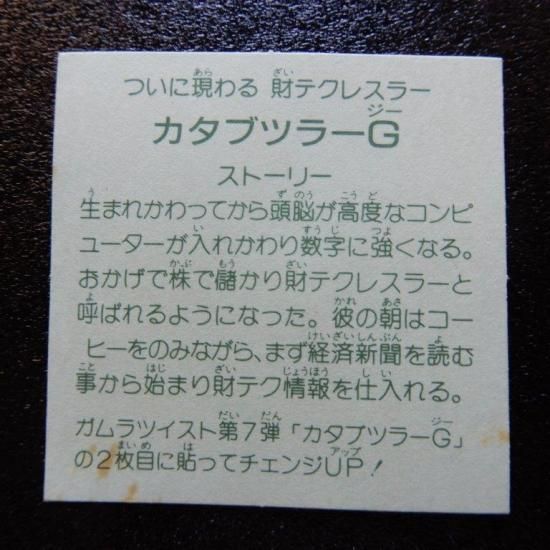 ついに現わる 財テクレスラー
カタブツラーG
ストーリー
生まれかわってから頭脳が高度なコンピ
ューターが入れかわり数字に強くなる。
おかげで株で儲かり財テクレスラーと
呼ばれるようになった。彼の朝はコー
ヒーをのみながら、まず経済新聞を読む
事から始まり財テク情報を仕入れる。
ガムラツイスト第7弾「カタブツラーG」
の2枚目に貼ってチェンジUP!